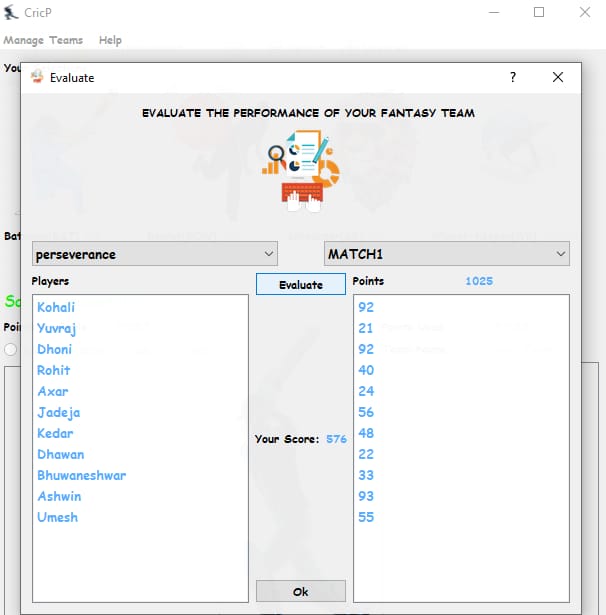 CricP
Manage Teams Help
You
Evaluate ?
EVALUATE THE PERFORMANCE OF YOUR FANTASY TEAM
Bat
perseverance MATCH1
Players Evaluate Points 1025
Kohali 92
Yuvraj 21
Dhoni 92
Rohit 40
Axar 24
Jadeja 56
Kedar 48
Your Score: 576
Dhawan 22
Bhuwaneshwar 33
Ashwin 93
Umesh 55
Ok